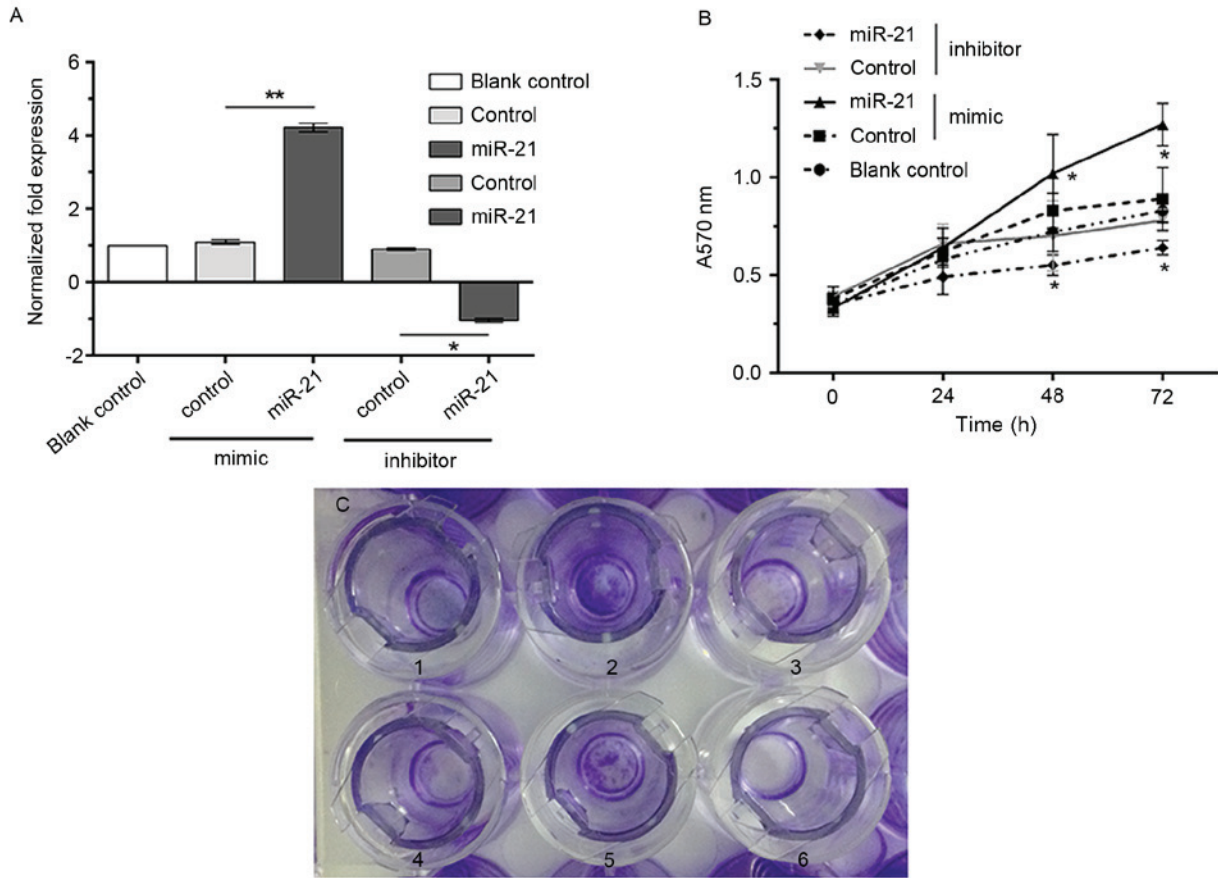 A
Normalized fold expression
6
4
2
0
-2
**
*
Blank control
Control
miR-21
Control
miR-21
Blank control
control
miR-21
control
miR-21
mimic
inhibitor
B
miR-21
Control
inhibitor
miR-21
Control
mimic
Blank control
A570 nm
1.5
1.0
0.5
0.0
*
*
*
*
0
24
48
72
Time (h)
C
1
2
3
4
5
6